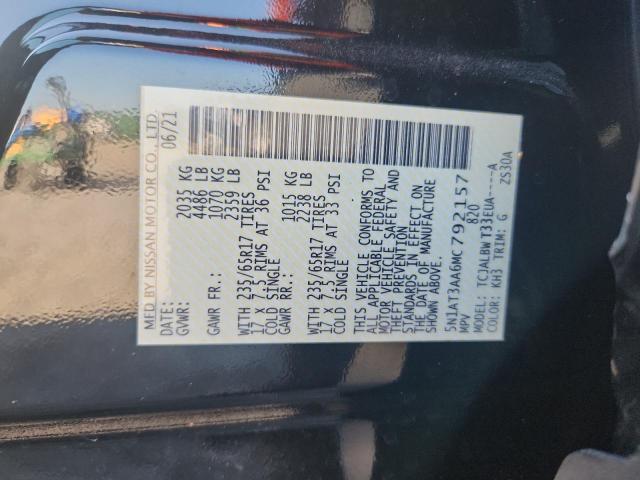 MFD BY NISSAN MOTOR CO., LTD.
DATE: 06/21
GVWR: 2035 KG
4486 LB
GAWR FR.: 1070 KG
2359 LB
WITH 235/65R17 TIRES
17 X 7.5 RIMS AT 36 PSI
COLD SINGLE
GAWR RR.: 1015 KG
2238 LB
WITH 235/65R17 TIRES
17 X 7.5 RIMS AT 33 PSI
COLD SINGLE
THIS VEHICLE CONFORMS TO
ALL APPLICABLE FEDERAL
MOTOR VEHICLE SAFETY AND
THEFT PREVENTION
STANDARDS IN EFFECT ON
THE DATE OF MANUFACTURE
SHOWN ABOVE.
5N1AT3AA6MC792157
MPV 820
MODEL: TCJALBW T33EUA----A
COLOR: KH3 TRIM: G ZS30A